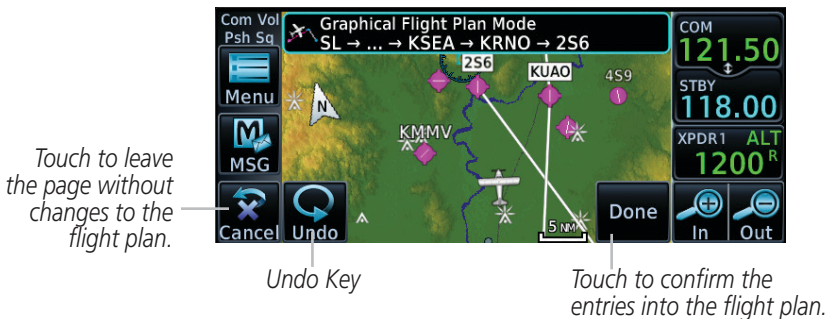 Com Vol
Psh Sq
Graphical Flight Plan Mode
SL → ... → KSEA → KRNO → 2S6
COM
121.50
STBY
118.00
XPDR1 ALT
1200 R
Menu
MSG
Cancel
Undo
2S6
KUAO
4S9
N
KMMV
Done
5 NM
In
Out
Touch to leave
the page without
changes to the
flight plan.
Undo Key
Touch to confirm the
entries into the flight plan.